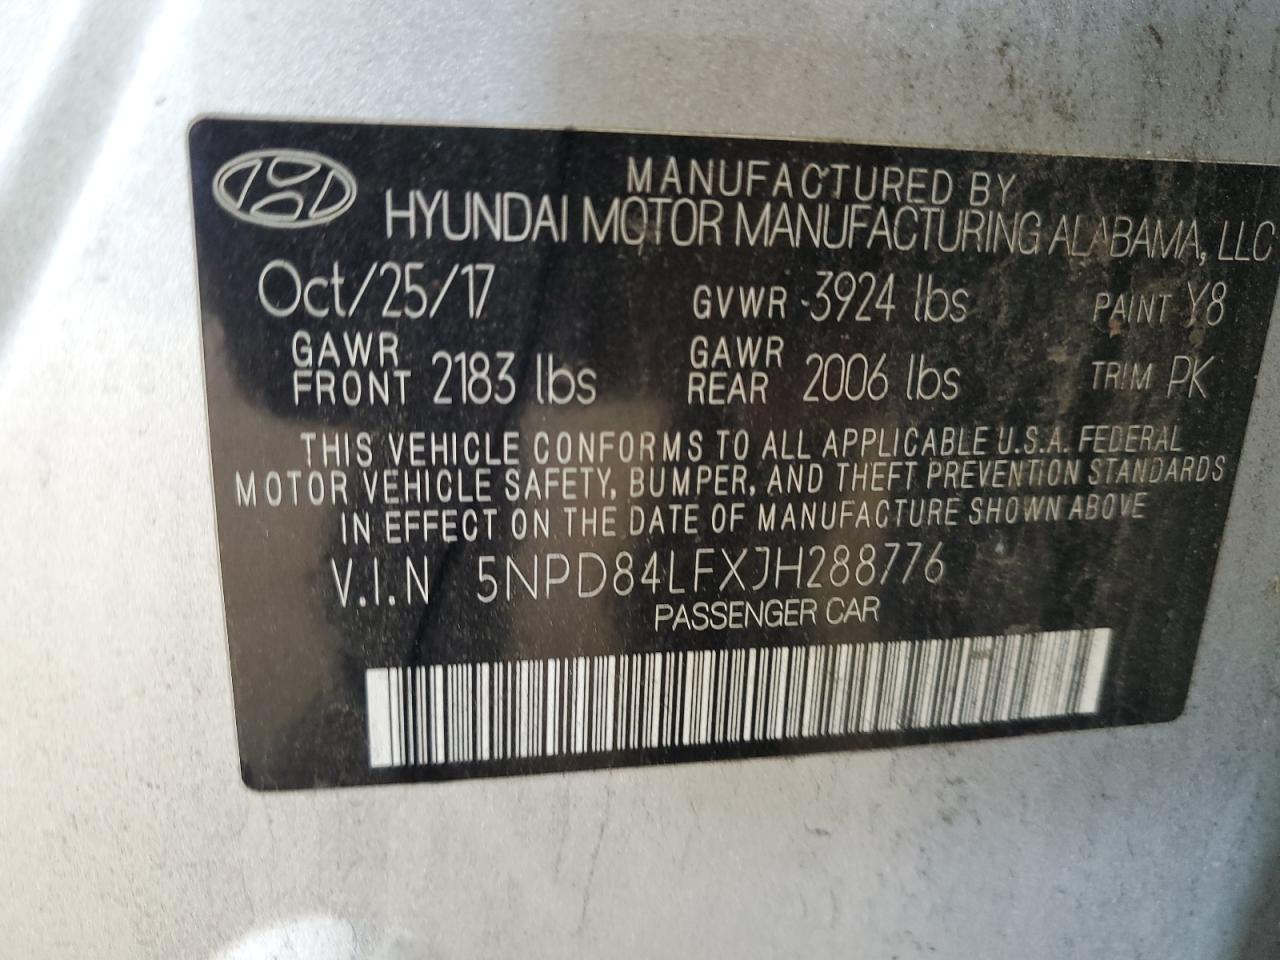 MANUFACTURED BY
HYUNDAI MOTOR MANUFACTURING ALABAMA, LLC
Oct/25/17 GVWR 3924 lbs PAINT Y8
GAWR FRONT 2183 lbs GAWR REAR 2006 lbs TRIM PK
THIS VEHICLE CONFORMS TO ALL APPLICABLE U.S.A. FEDERAL
MOTOR VEHICLE SAFETY, BUMPER, AND THEFT PREVENTION STANDARDS
IN EFFECT ON THE DATE OF MANUFACTURE SHOWN ABOVE
V.I.N 5NPD84LFXJH288776
PASSENGER CAR